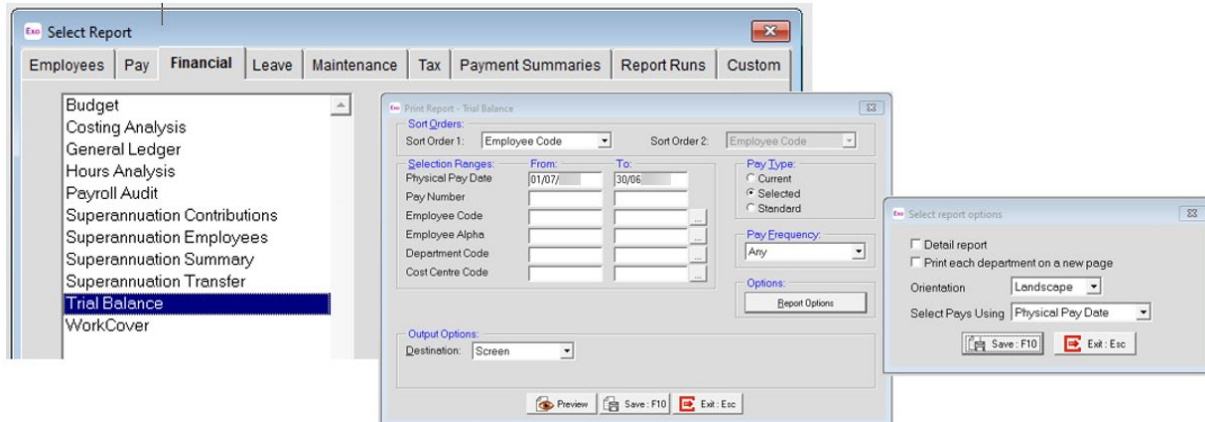 Exo Select Report
Employees Pay Financial Leave Maintenance Tax Payment Summaries Report Runs Custom
Budget
Costing Analysis
General Ledger
Hours Analysis
Payroll Audit
Superannuation Contributions
Superannuation Employees
Superannuation Summary
Superannuation Transfer
Trial Balance
WorkCover
Exo Print Report - Trial Balance
Sort Orders:
Sort Order 1: Employee Code Sort Order 2: Employee Code
Selection Ranges: From: To:
Physical Pay Date 01/07/ 30/06
Pay Number
Employee Code ...
Employee Alpha ...
Department Code ...
Cost Centre Code ...
Pay Type:
Current
Selected
Standard
Pay Frequency:
Any
Options:
Report Options
Output Options:
Destination: Screen
Preview Save : F10 Exit : Esc
Exo Select report options
Detail report
Print each department on a new page
Orientation Landscape
Select Pays Using Physical Pay Date
Save : F10 Exit : Esc